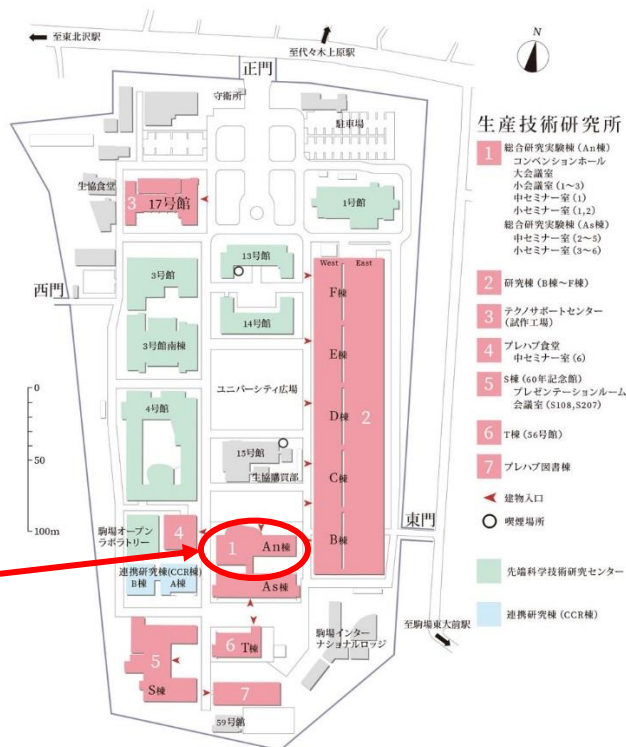 至東北沢駅
至代々木上原駅
N
正門
守衛所
駐車場
生協食堂
3
17号館
1号館
13号館
West
East
F棟
3号館
西門
14号館
3号館南棟
E棟
ユニバーシティ広場
D棟
2
4号館
15号館
生協購買部
C棟
0
50
100m
東門
駒場オープン
ラボラトリー
4
1
An棟
B棟
連携研究棟(CCR棟)
B棟
A棟
As棟
至駒場東大前駅
駒場インター
ナショナルロッジ
6
T棟
5
S棟
7
59号館
生産技術研究所
1
総合研究実験棟(An棟)
コンベンションホール
大会議室
小会議室(1~3)
中セミナー室(1)
小セミナー室(1,2)
総合研究実験棟(As棟)
中セミナー室(2~5)
小セミナー室(3~6)
2
研究棟(B棟~F棟)
3
テクノサポートセンター
(試作工場)
4
プレハブ食堂
中セミナー室(6)
5
S棟(60年記念館)
プレゼンテーションルーム
会議室(S108,S207)
6
T棟(56号館)
7
プレハブ図書棟
建物入口
喫煙場所
先端科学技術研究センター
連携研究棟(CCR棟)